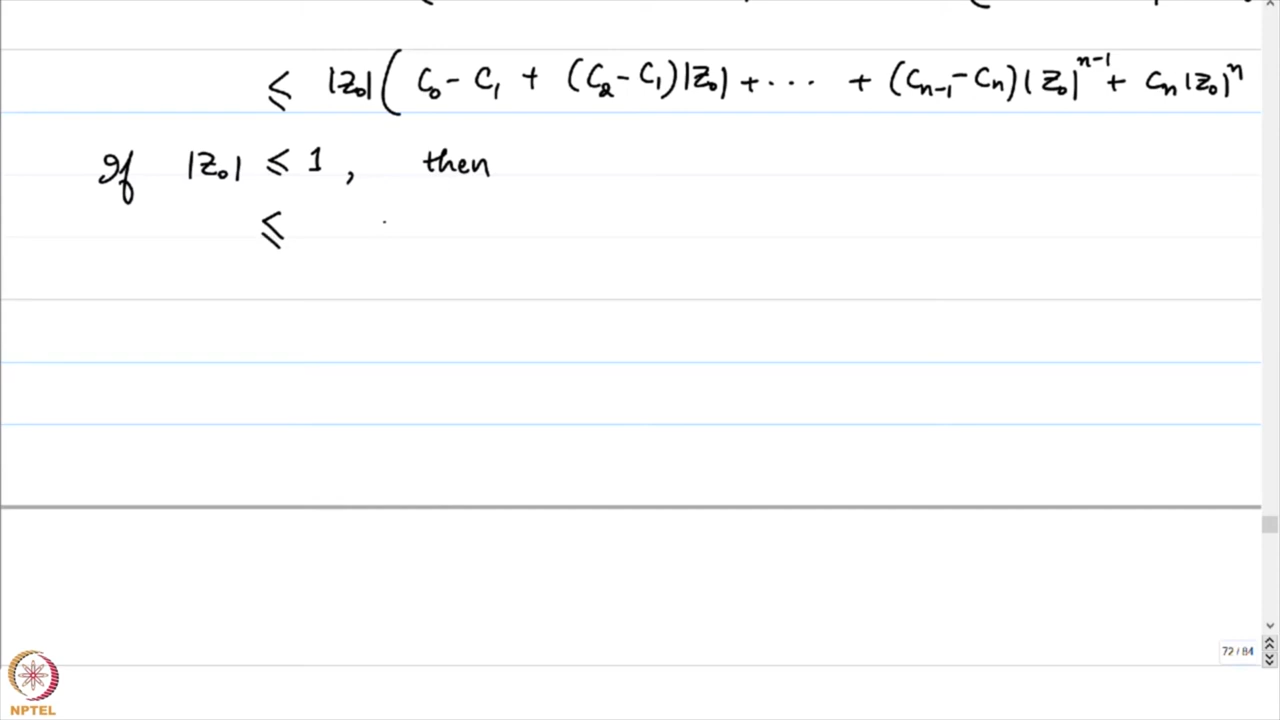 ≤ |z₀| ( C₀ - C₁ + (C₂ - C₁)|z₀| + ... + (Cₙ₋₁ - Cₙ)|z₀|ⁿ⁻¹ + Cₙ|z₀|ⁿ
If |z₀| ≤ 1, then
≤
72 / 84
NPTEL